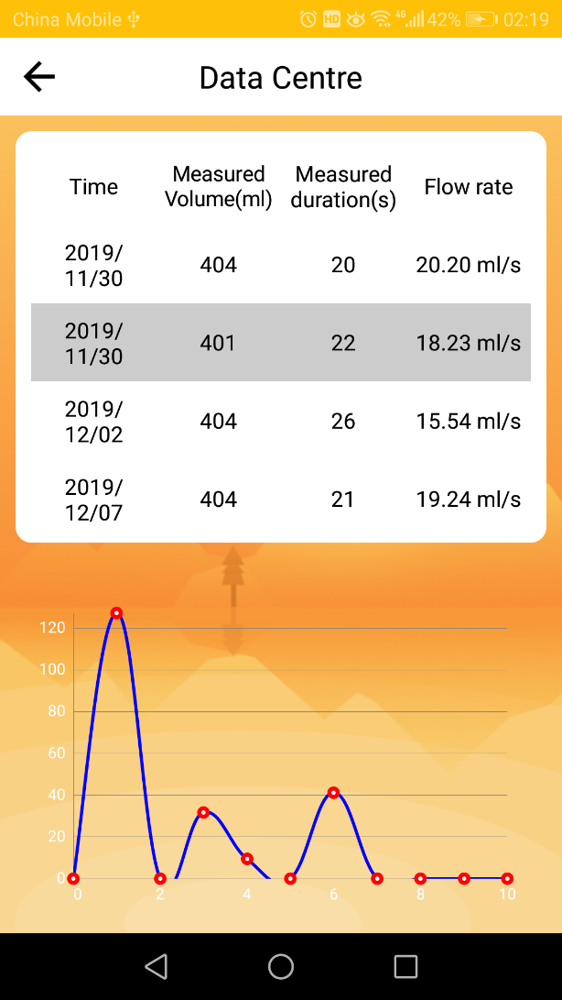 China Mobile HD 4G 42% 02:19
Data Centre
Time Measured Volume(ml) Measured duration(s) Flow rate
2019/11/30 404 20 20.20 ml/s
2019/11/30 401 22 18.23 ml/s
2019/12/02 404 26 15.54 ml/s
2019/12/07 404 21 19.24 ml/s
120
100
80
60
40
20
0
0 2 4 6 8 10